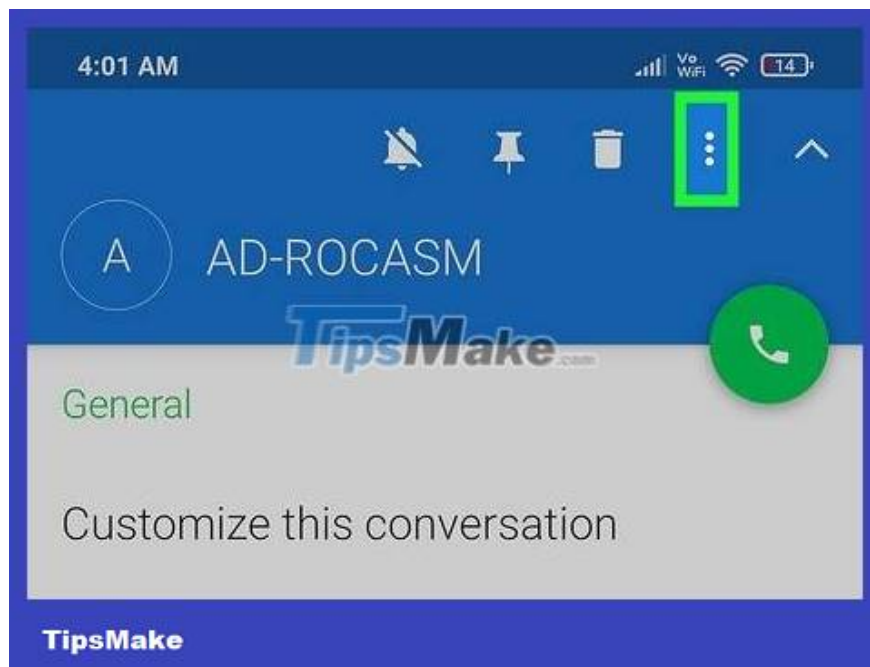 4:01 AM
Vo
WiFi
14
A
AD-ROCASM
TipsMake.com
General
Customize this conversation
TipsMake